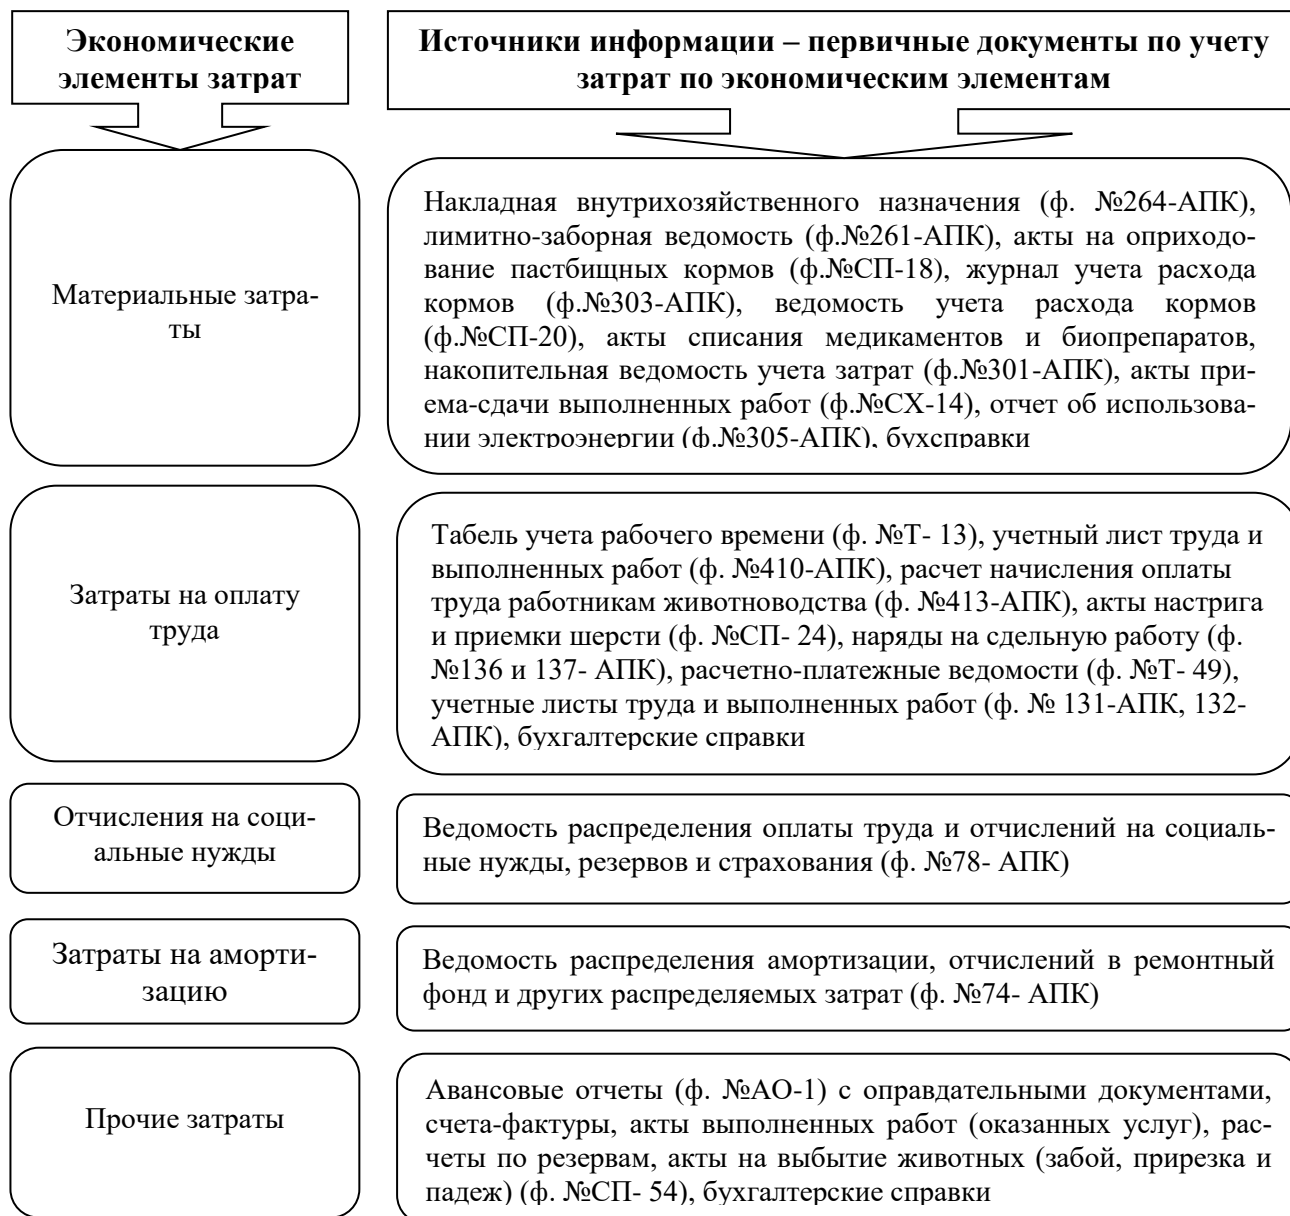 Экономические
элементы затрат
Источники информации – первичные документы по учету
затрат по экономическим элементам
Материальные затра-
ты
Накладная внутрихозяйственного назначения (ф. №264-АПК),
лимитно-заборная ведомость (ф.№261-АПК), акты на оприходо-
вание пастбищных кормов (ф.№СП-18), журнал учета расхода
кормов (ф.№303-АПК), ведомость учета расхода кормов
(ф.№СП-20), акты списания медикаментов и биопрепаратов,
накопительная ведомость учета затрат (ф.№301-АПК), акты при-
ема-сдачи выполненных работ (ф.№СХ-14), отчет об использова-
нии электроэнергии (ф.№305-АПК), бухсправки
Затраты на оплату
труда
Табель учета рабочего времени (ф. №Т- 13), учетный лист труда и
выполненных работ (ф. №410-АПК), расчет начисления оплаты
труда работникам животноводства (ф. №413-АПК), акты настрига
и приемки шерсти (ф. №СП- 24), наряды на сдельную работу (ф.
№136 и 137- АПК), расчетно-платежные ведомости (ф. №Т- 49),
учетные листы труда и выполненных работ (ф. № 131-АПК, 132-
АПК), бухгалтерские справки
Отчисления на соци-
альные нужды
Ведомость распределения оплаты труда и отчислений на социаль-
ные нужды, резервов и страхования (ф. №78- АПК)
Затраты на аморти-
зацию
Ведомость распределения амортизации, отчислений в ремонтный
фонд и других распределяемых затрат (ф. №74- АПК)
Прочие затраты
Авансовые отчеты (ф. №АО-1) с оправдательными документами,
счета-фактуры, акты выполненных работ (оказанных услуг), рас-
четы по резервам, акты на выбытие животных (забой, прирезка и
падеж) (ф. №СП- 54), бухгалтерские справки